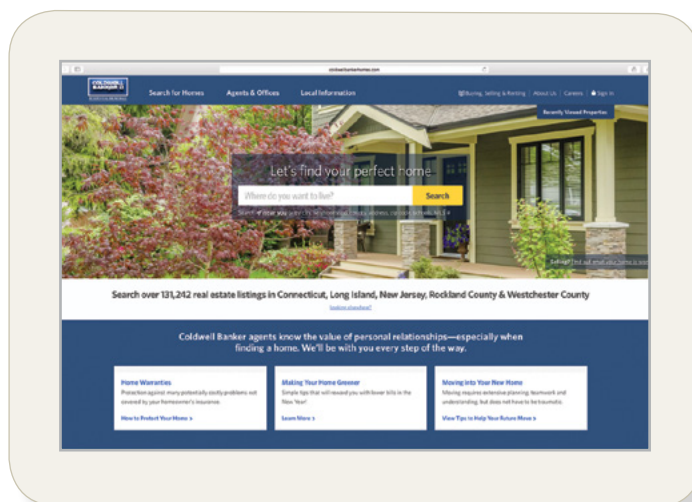 coldwellbankerhomes.com
COLDWELL
BANKER
Search for Homes Agents & Offices Local Information Buying, Selling & Renting About Us Careers Sign In
Recently Viewed Properties
Let's find your perfect home
Where do you want to live? Search
Search
Search over 131,242 real estate listings in Connecticut, Long Island, New Jersey, Rockland County & Westchester County
Coldwell Banker agents know the value of personal relationships—especially when
finding a home. We'll be with you every step of the way.
Home Warranties
Protection against many potentially costly problems not
covered by your homeowner's insurance.
How to Protect Your Home >
Making Your Home Greener
Simple tips that will reward you with lower bills in the
New Year!
Learn More >
Moving Into Your New Home
Moving requires extensive planning, teamwork and
understanding, but does not have to be traumatic.
View Tips to Help Your Future Move >